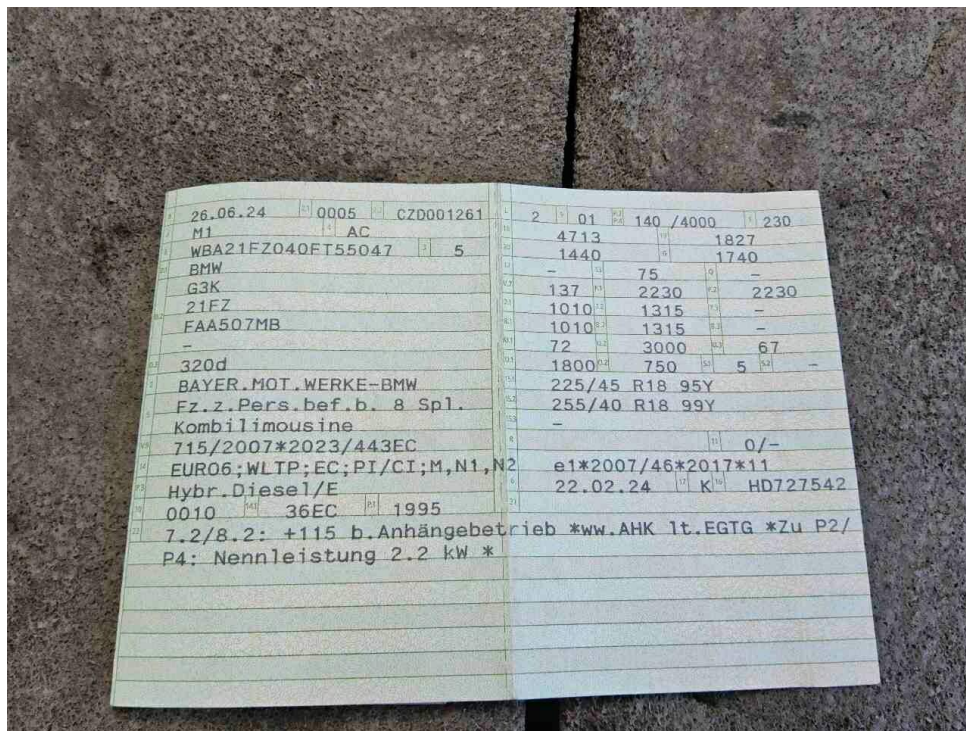 26.06.24 0005 CZD001261
M1 AC
WBA21FZ040FT55047 5
BMW
G3K
21FZ
FAA507MB
–
320d
BAYER.MOT.WERKE-BMW
Fz.z.Pers.bef.b. 8 Spl.
Kombilimousine
715/2007*2023/443EC
EURO6;WLTP;EC;PI/CI;M,N1,N2
Hybr.Diesel/E
0010 36EC 1995
2 01 140 /4000 230
4713 1827
1440 1740
– 75 –
137 2230 2230
1010 1315 –
1010 1315 –
72 3000 67
1800 750 5 –
225/45 R18 95Y
255/40 R18 99Y
–
0/-
e1*2007/46*2017*11
22.02.24 K HD727542
7.2/8.2: +115 b.Anhängebetrieb *ww.AHK lt.EGTG *Zu P2/
P4: Nennleistung 2.2 kW *